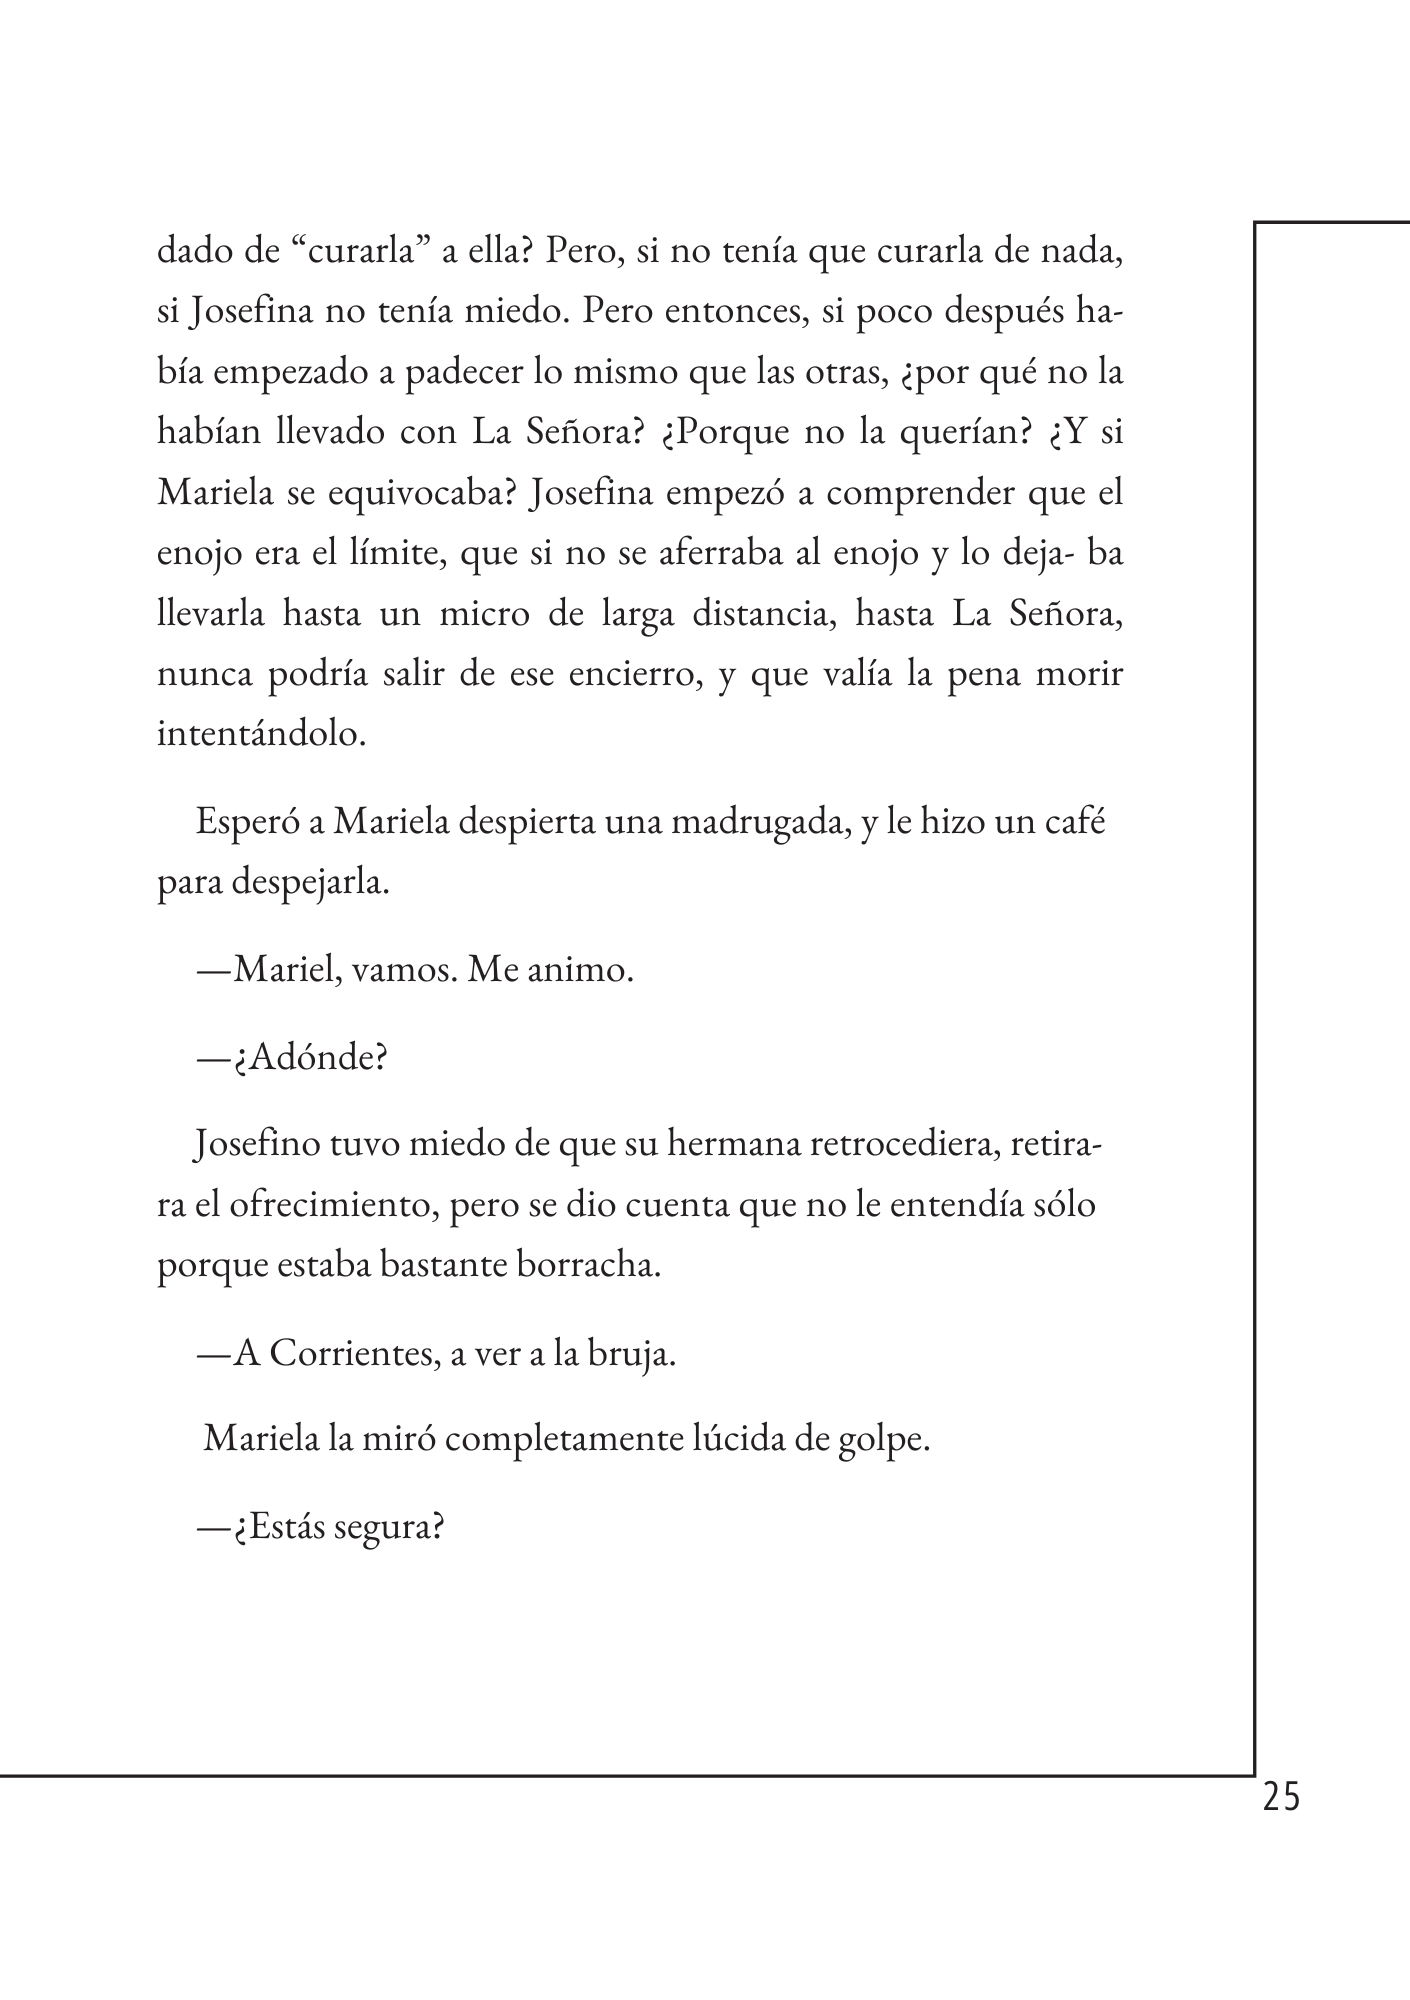 dado de “curarla” a ella? Pero, si no tenía que curarla de nada,
si Josefina no tenía miedo. Pero entonces, si poco después ha-
bía empezado a padecer lo mismo que las otras, ¿por qué no la
habían llevado con La Señora? ¿Porque no la querían? ¿Y si
Mariela se equivocaba? Josefina empezó a comprender que el
enojo era el límite, que si no se aferraba al enojo y lo deja- ba
llevarla hasta un micro de larga distancia, hasta La Señora,
nunca podría salir de ese encierro, y que valía la pena morir
intentándolo.
Esperó a Mariela despierta una madrugada, y le hizo un café
para despejarla.
—Mariel, vamos. Me animo.
—¿Adónde?
Josefino tuvo miedo de que su hermana retrocediera, retira-
ra el ofrecimiento, pero se dio cuenta que no le entendía sólo
porque estaba bastante borracha.
—A Corrientes, a ver a la bruja.
Mariela la miró completamente lúcida de golpe.
—¿Estás segura?
25